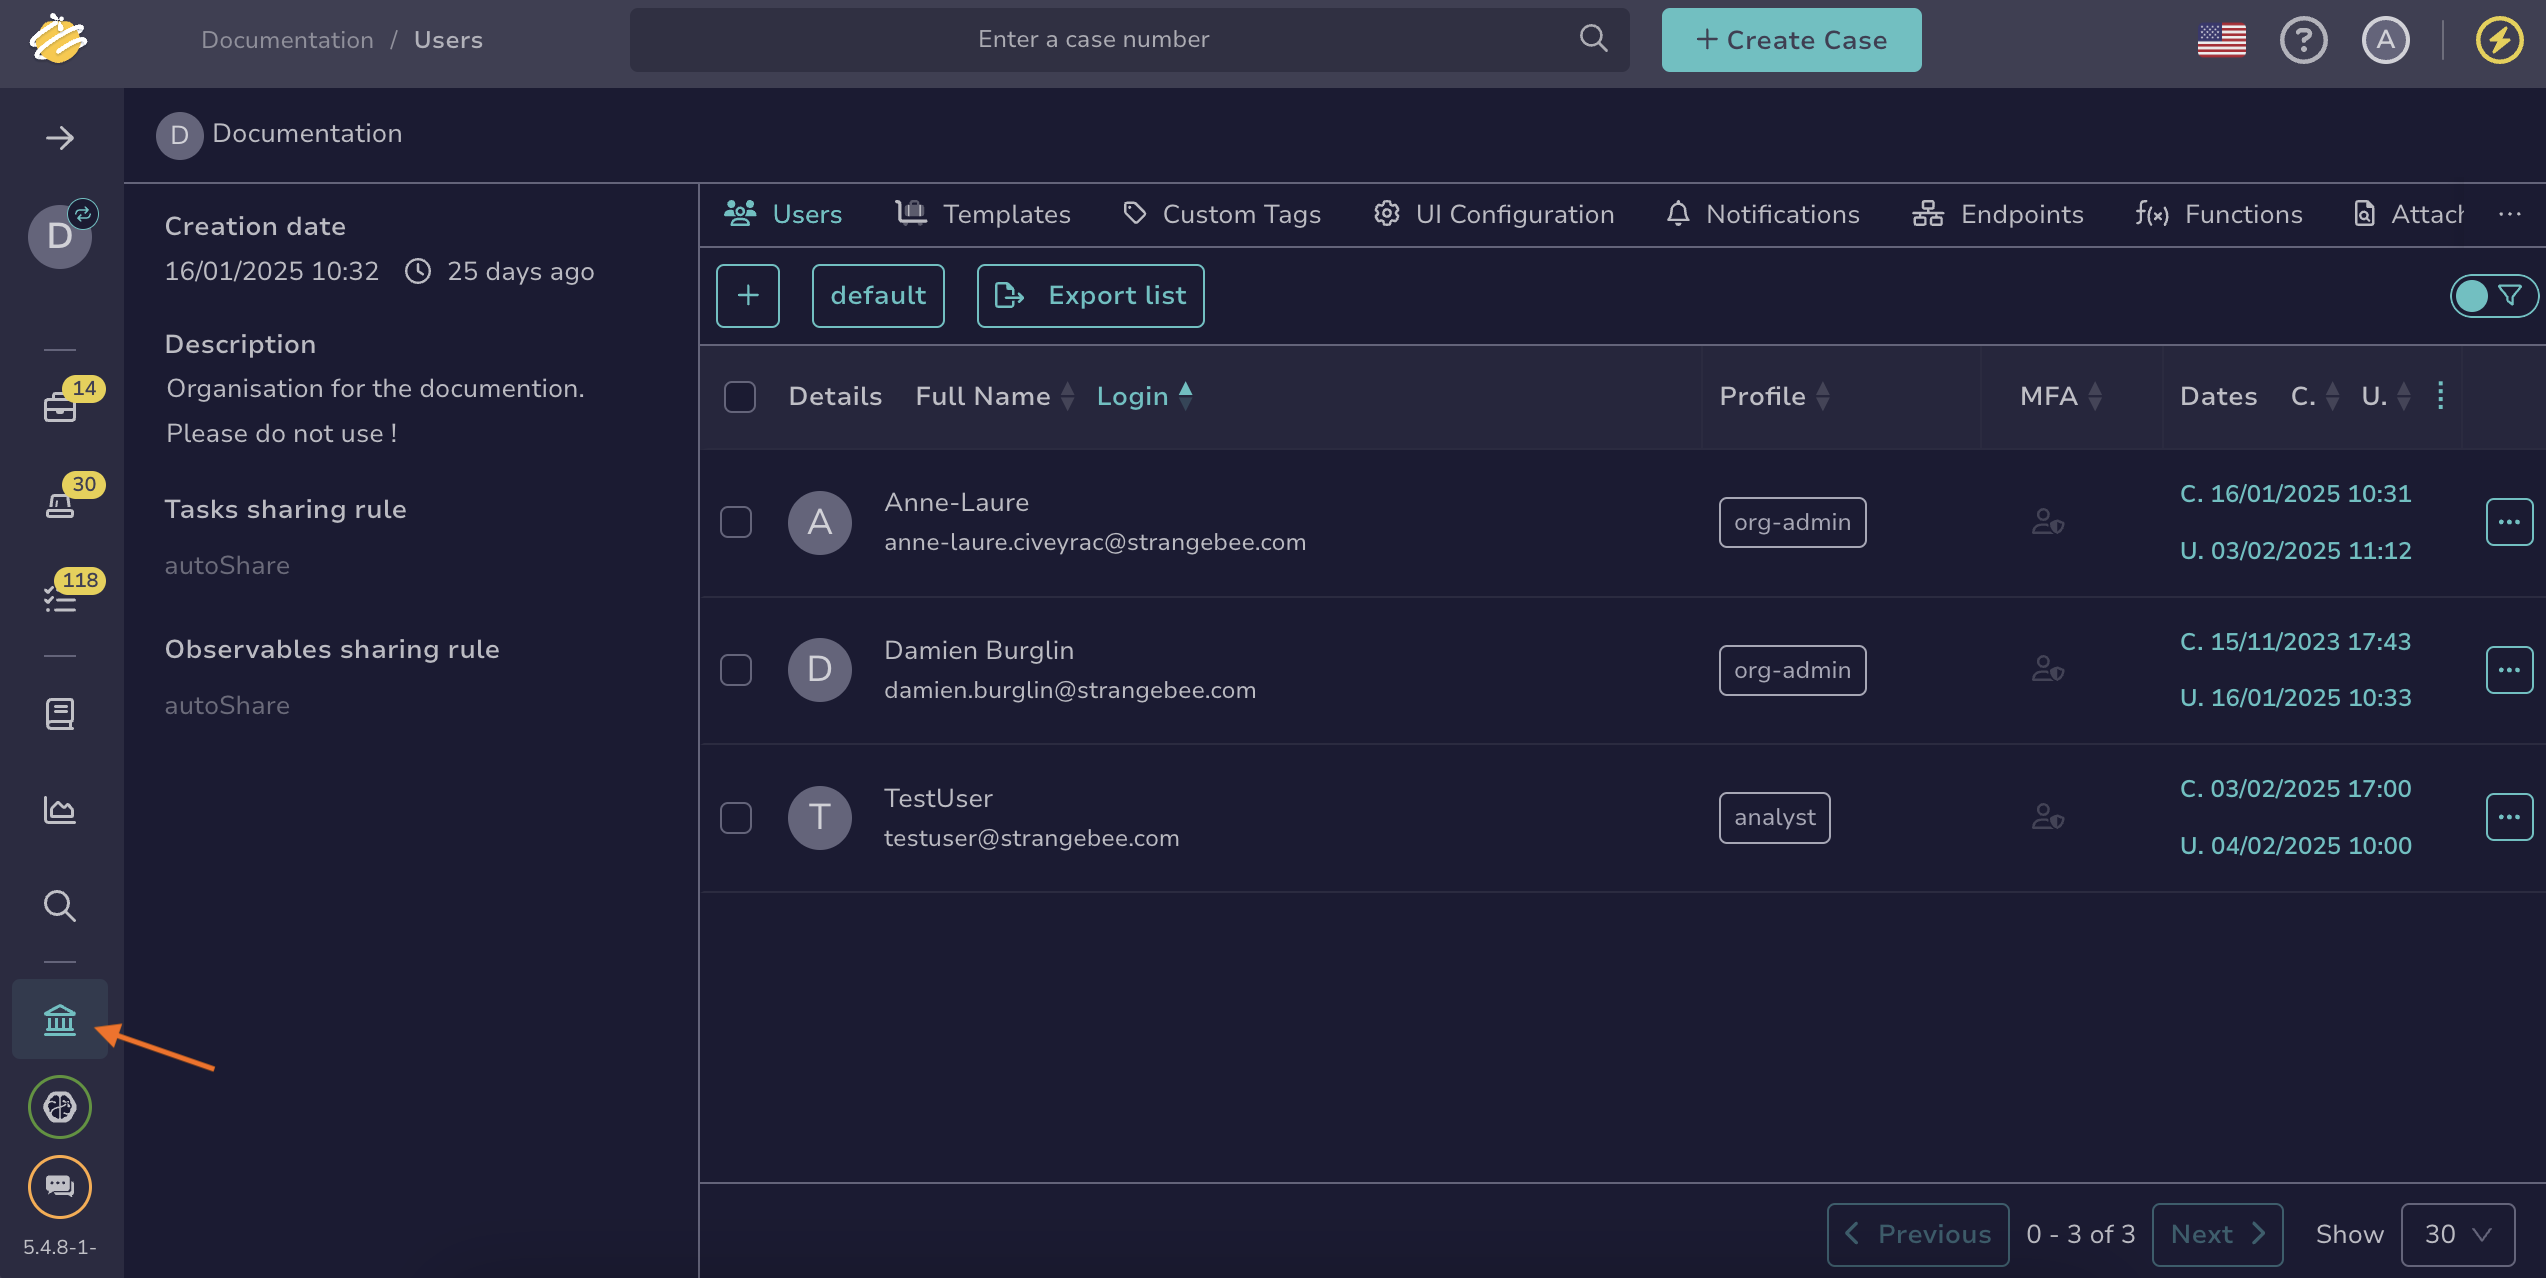 Documentation / Users
Enter a case number
+ Create Case
?
A
D Documentation
D
14
30
118
5.4.8-1-
Creation date
16/01/2025 10:32 25 days ago
Description
Organisation for the documention.
Please do not use !
Tasks sharing rule
autoShare
Observables sharing rule
autoShare
Users Templates Custom Tags UI Configuration Notifications Endpoints f(x) Functions Attach ...
+ default Export list
Details Full Name Login Profile MFA Dates C. U.
A Anne-Laure
anne-laure.civeyrac@strangebee.com
org-admin
C. 16/01/2025 10:31
U. 03/02/2025 11:12
D Damien Burglin
damien.burglin@strangebee.com
org-admin
C. 15/11/2023 17:43
U. 16/01/2025 10:33
T TestUser
testuser@strangebee.com
analyst
C. 03/02/2025 17:00
U. 04/02/2025 10:00
Previous 0 - 3 of 3 Next Show 30